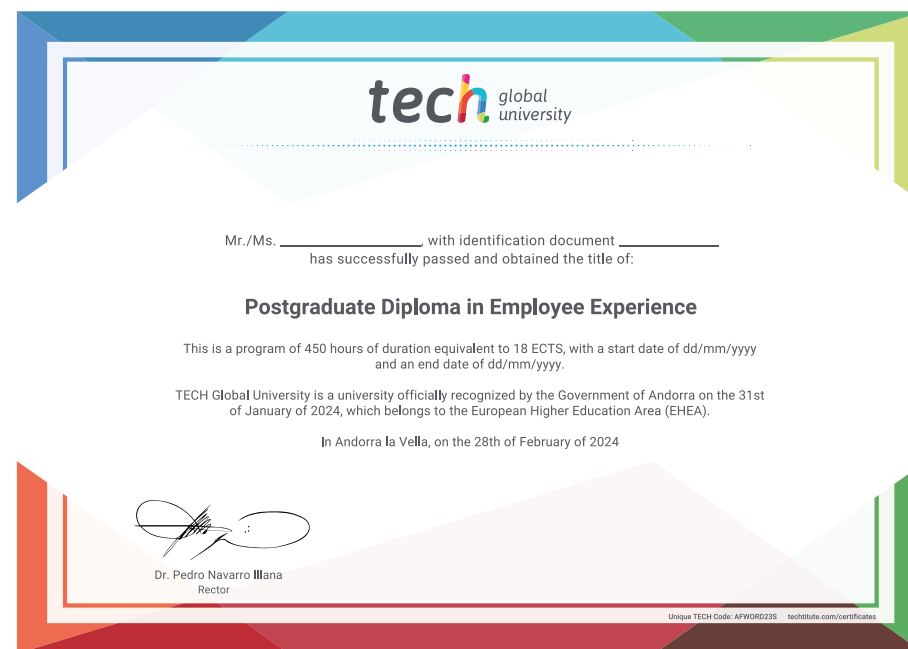 tech global
university
Mr./Ms. ____________________, with identification document ______________
has successfully passed and obtained the title of:
Postgraduate Diploma in Employee Experience
This is a program of 450 hours of duration equivalent to 18 ECTS, with a start date of dd/mm/yyyy
and an end date of dd/mm/yyyy.
TECH Global University is a university officially recognized by the Government of Andorra on the 31st
of January of 2024, which belongs to the European Higher Education Area (EHEA).
In Andorra la Vella, on the 28th of February of 2024
Dr. Pedro Navarro Illana
Rector
Unique TECH Code: AFWORD23S techtitute.com/certificates